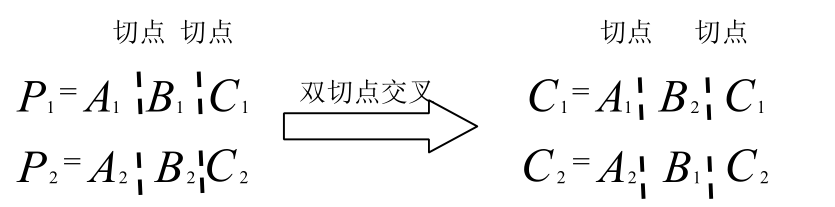 切点 切点 切点 切点
P₁=A₁ B₁ C₁ 双切点交叉 C₁=A₁ B₂ C₁
P₂=A₂ B₂ C₂ C₂=A₂ B₁ C₂